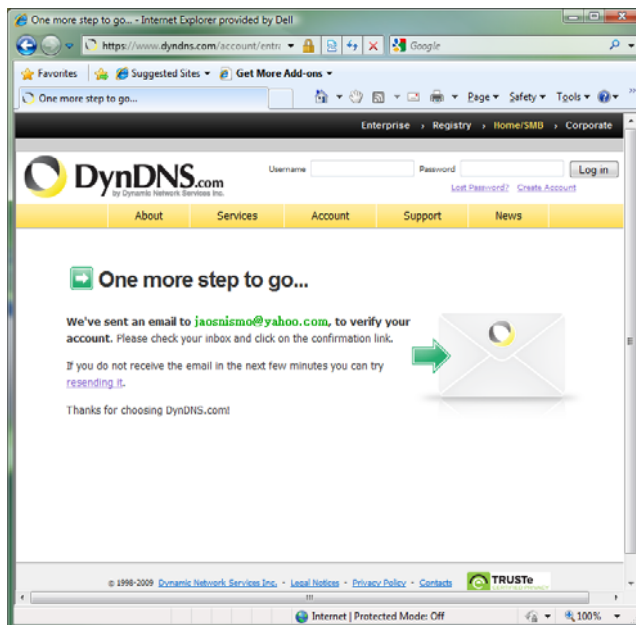 One more step to go... - Internet Explorer provided by Dell
https://www.dyndns.com/account/entr
Google
Favorites Suggested Sites Get More Add-ons
One more step to go... Page Safety Tools »
Enterprise › Registry › Home/SMB › Corporate
DynDNS.com
by Dynamic Network Services Inc.
Username Password Log in
Lost Password? Create Account
About Services Account Support News
One more step to go...
We've sent an email to jaosnismo@yahoo.com, to verify your
account. Please check your inbox and click on the confirmation link.
If you do not receive the email in the next few minutes you can try
resending it.
Thanks for choosing DynDNS.com!
© 1998-2009 Dynamic Network Services Inc. - Legal Notices - Privacy Policy - Contacts
TRUSTe
Internet | Protected Mode: Off 100%